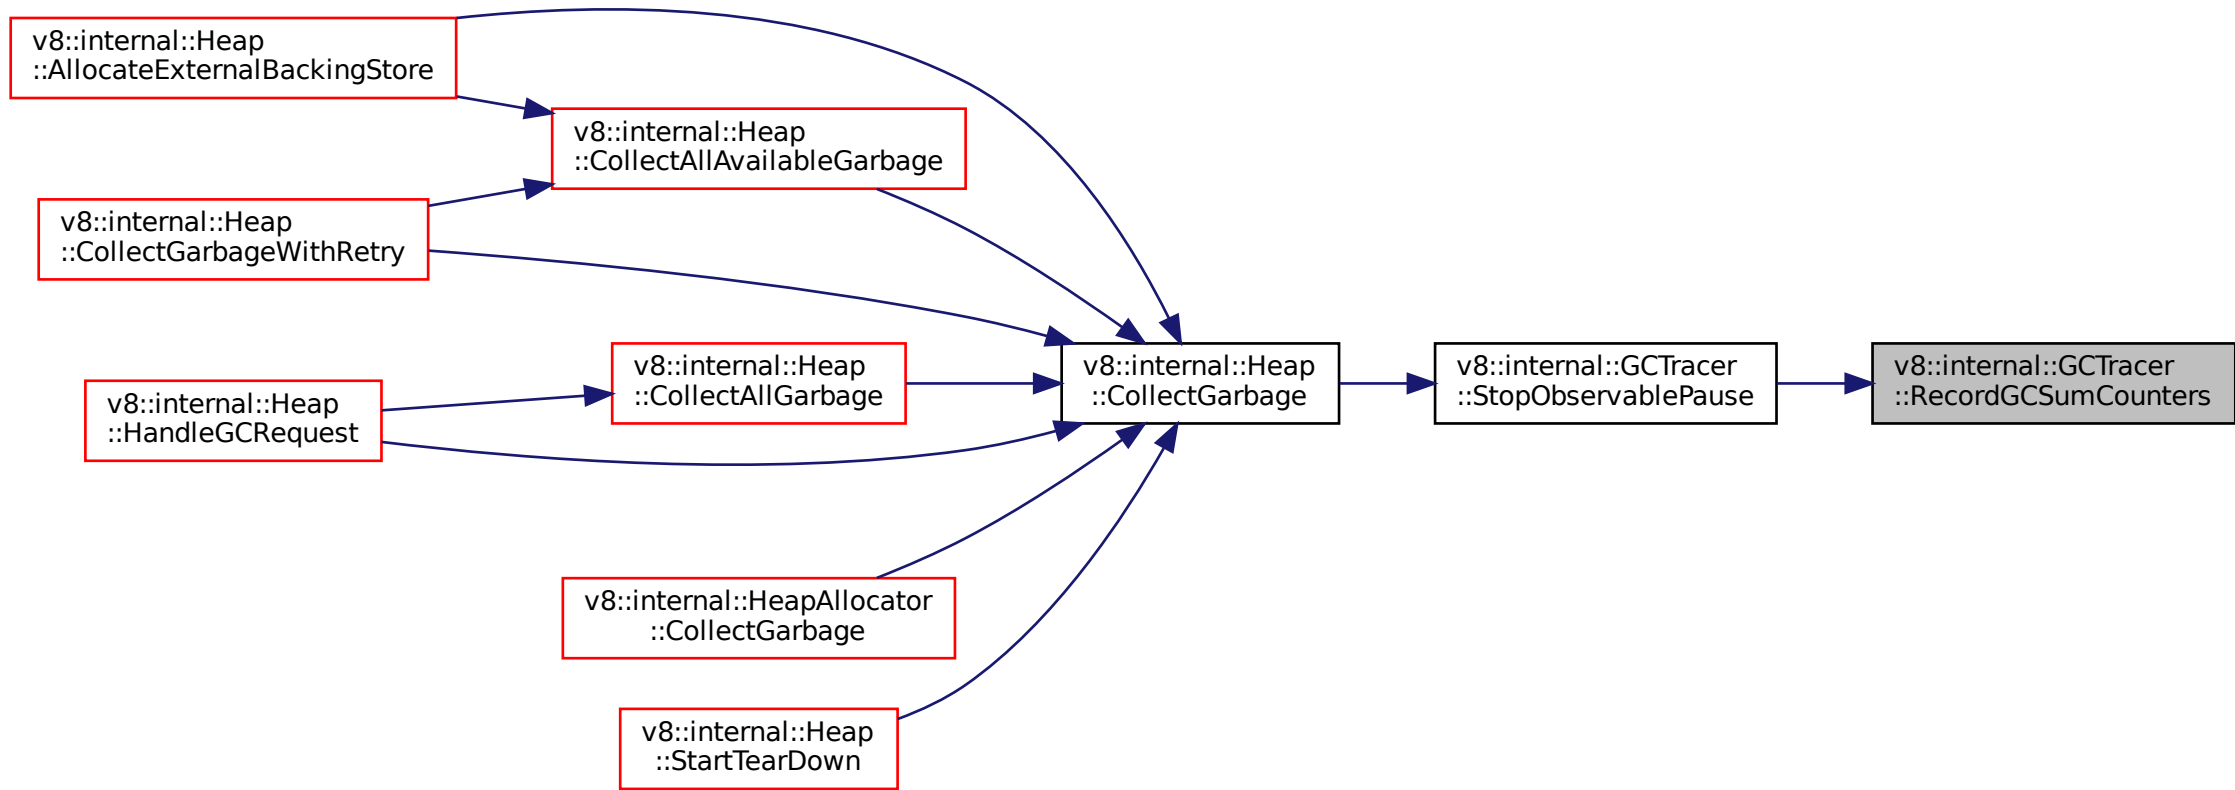 v8::internal::Heap
::AllocateExternalBackingStore
v8::internal::Heap
::CollectAllAvailableGarbage
v8::internal::Heap
::CollectGarbageWithRetry
v8::internal::Heap
::CollectAllGarbage
v8::internal::Heap
::HandleGCRequest
v8::internal::Heap
::CollectGarbage
v8::internal::GCTracer
::StopObservablePause
v8::internal::GCTracer
::RecordGCSumCounters
v8::internal::HeapAllocator
::CollectGarbage
v8::internal::Heap
::StartTearDown